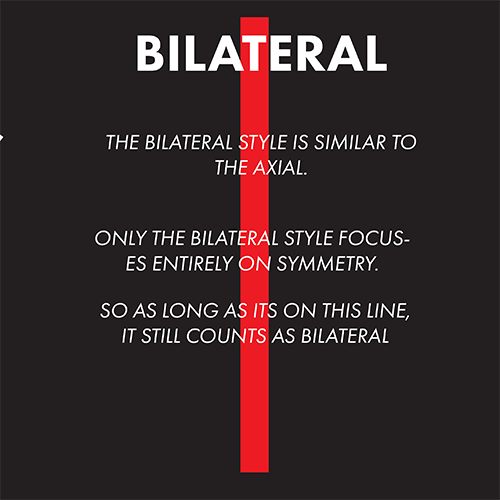 BILATERAL
THE BILATERAL STYLE IS SIMILAR TO
THE AXIAL.
ONLY THE BILATERAL STYLE FOCUS-
ES ENTIRELY ON SYMMETRY.
SO AS LONG AS ITS ON THIS LINE,
IT STILL COUNTS AS BILATERAL